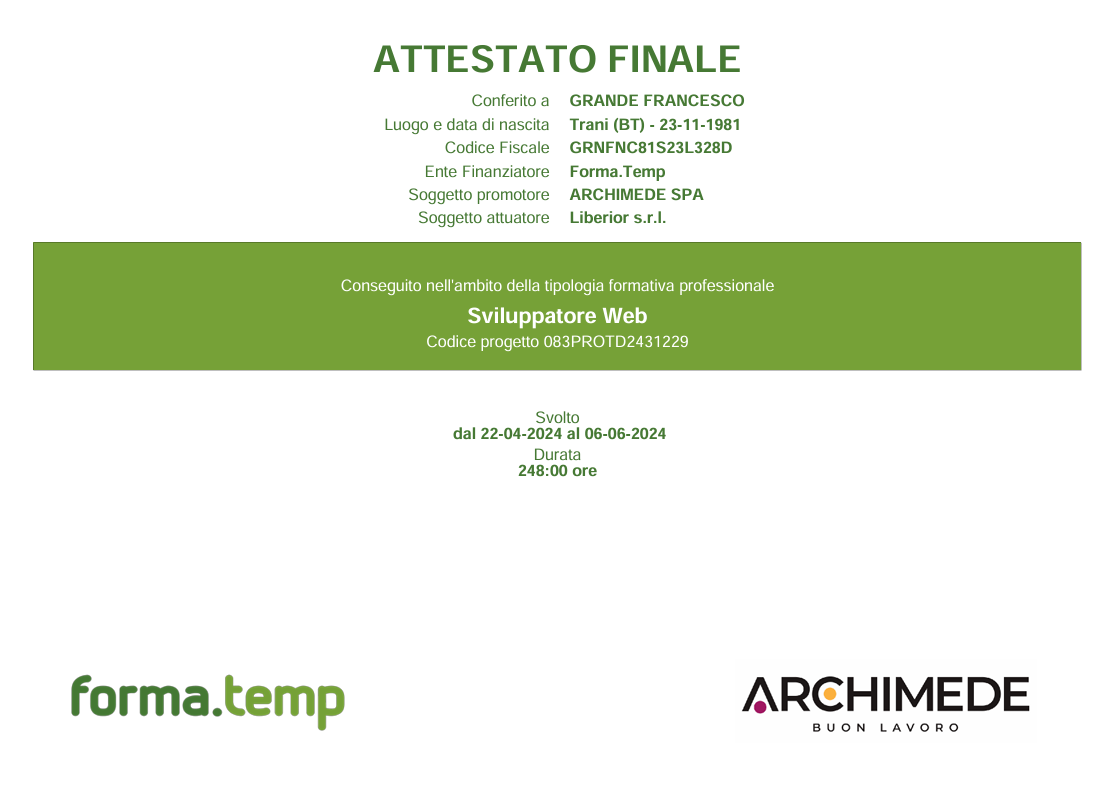 ATTESTATO FINALE
Conferito a GRANDE FRANCESCO
Luogo e data di nascita Trani (BT) - 23-11-1981
Codice Fiscale GRNFNC81S23L328D
Ente Finanziatore Forma.Temp
Soggetto promotore ARCHIMEDE SPA
Soggetto attuatore Liberior s.r.l.
Conseguito nell'ambito della tipologia formativa professionale
Sviluppatore Web
Codice progetto 083PROTD2431229
Svolto
dal 22-04-2024 al 06-06-2024
Durata
248:00 ore
forma.temp
ARCHIMEDE
BUON LAVORO